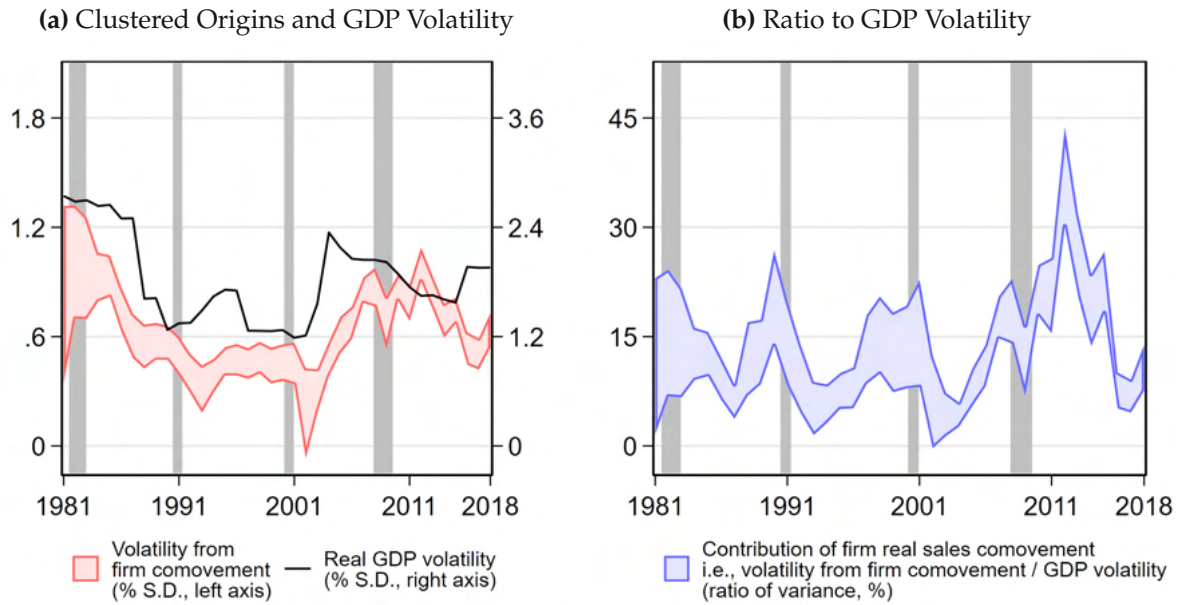 (a) Clustered Origins and GDP Volatility
1.8
1.2
.6
0
3.6
2.4
1.2
0
1981 1991 2001 2011 2018
Volatility from
firm comovement
(% S.D., left axis)
Real GDP volatility
(% S.D., right axis)
(b) Ratio to GDP Volatility
45
30
15
0
1981 1991 2001 2011 2018
Contribution of firm real sales comovement
i.e., volatility from firm comovement / GDP volatility
(ratio of variance, %)